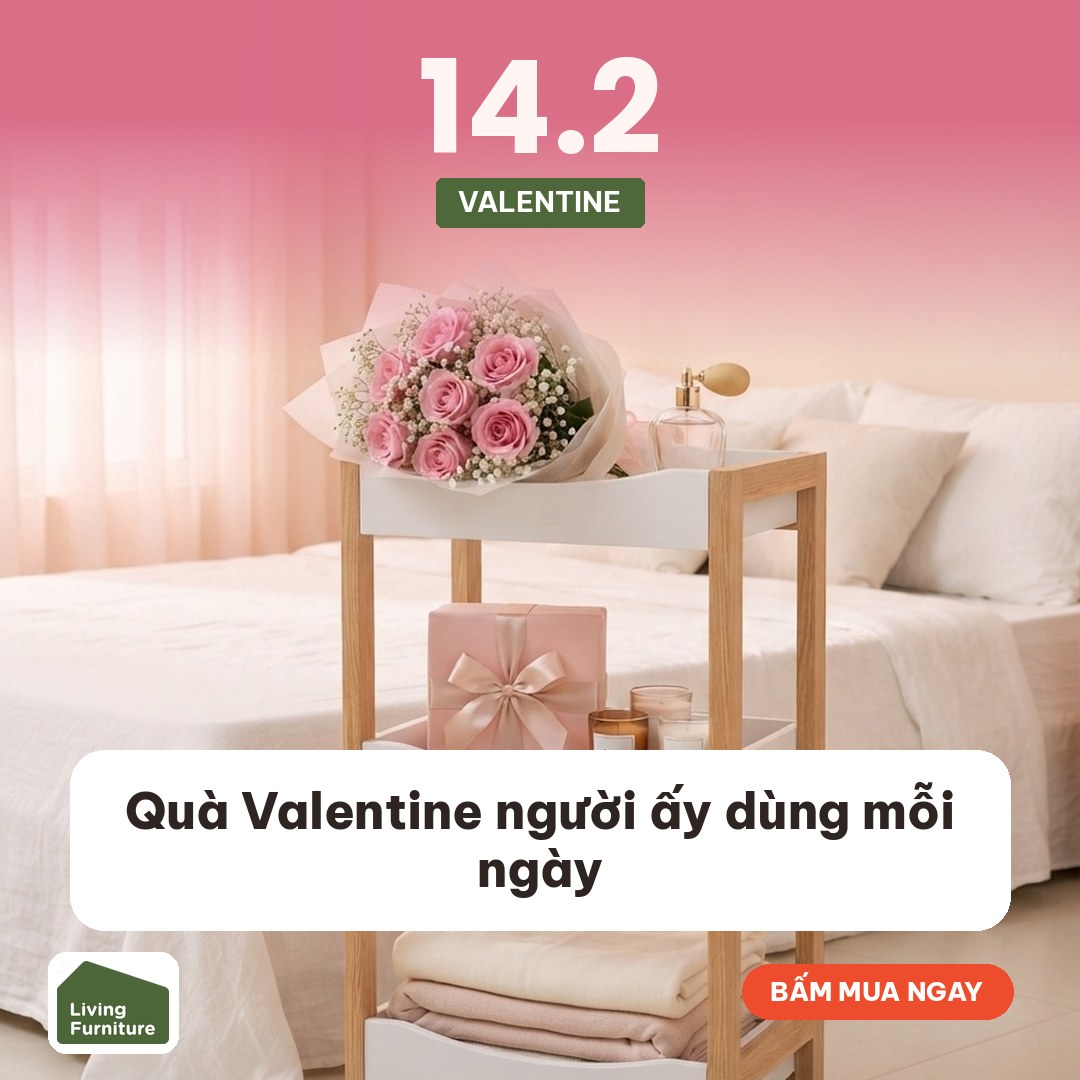 14.2
VALENTINE
Quà Valentine người ấy dùng mỗi
ngày
Living
Furniture
BẤM MUA NGAY